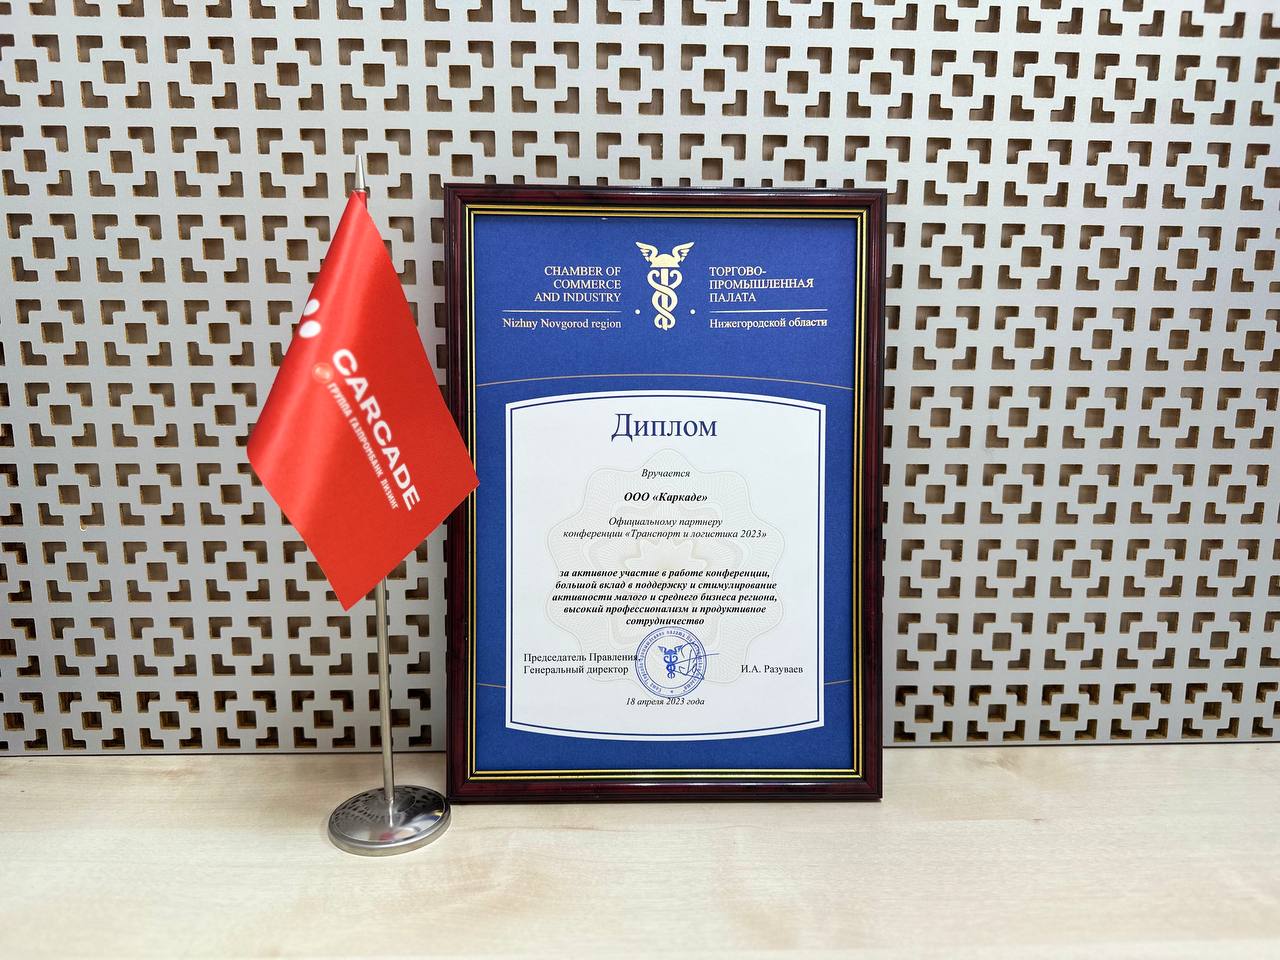 CARCADE
ГРУППА ГАЗПРОМБАНК ЛИЗИНГ
CHAMBER OF
COMMERCE
AND INDUSTRY
Nizhny Novgorod region
ТОРГОВО-
ПРОМЫШЛЕННАЯ
ПАЛАТА
Нижегородской области
Диплом
Вручается
ООО «Каркаде»
Официальному партнеру
конференции «Транспорт и логистика 2023»
за активное участие в работе конференции,
большой вклад в поддержку и стимулирование
активности малого и среднего бизнеса региона,
высокий профессионализм и продуктивное
сотрудничество
Председатель Правления,
Генеральный директор
И.А. Разуваев
18 апреля 2023 года